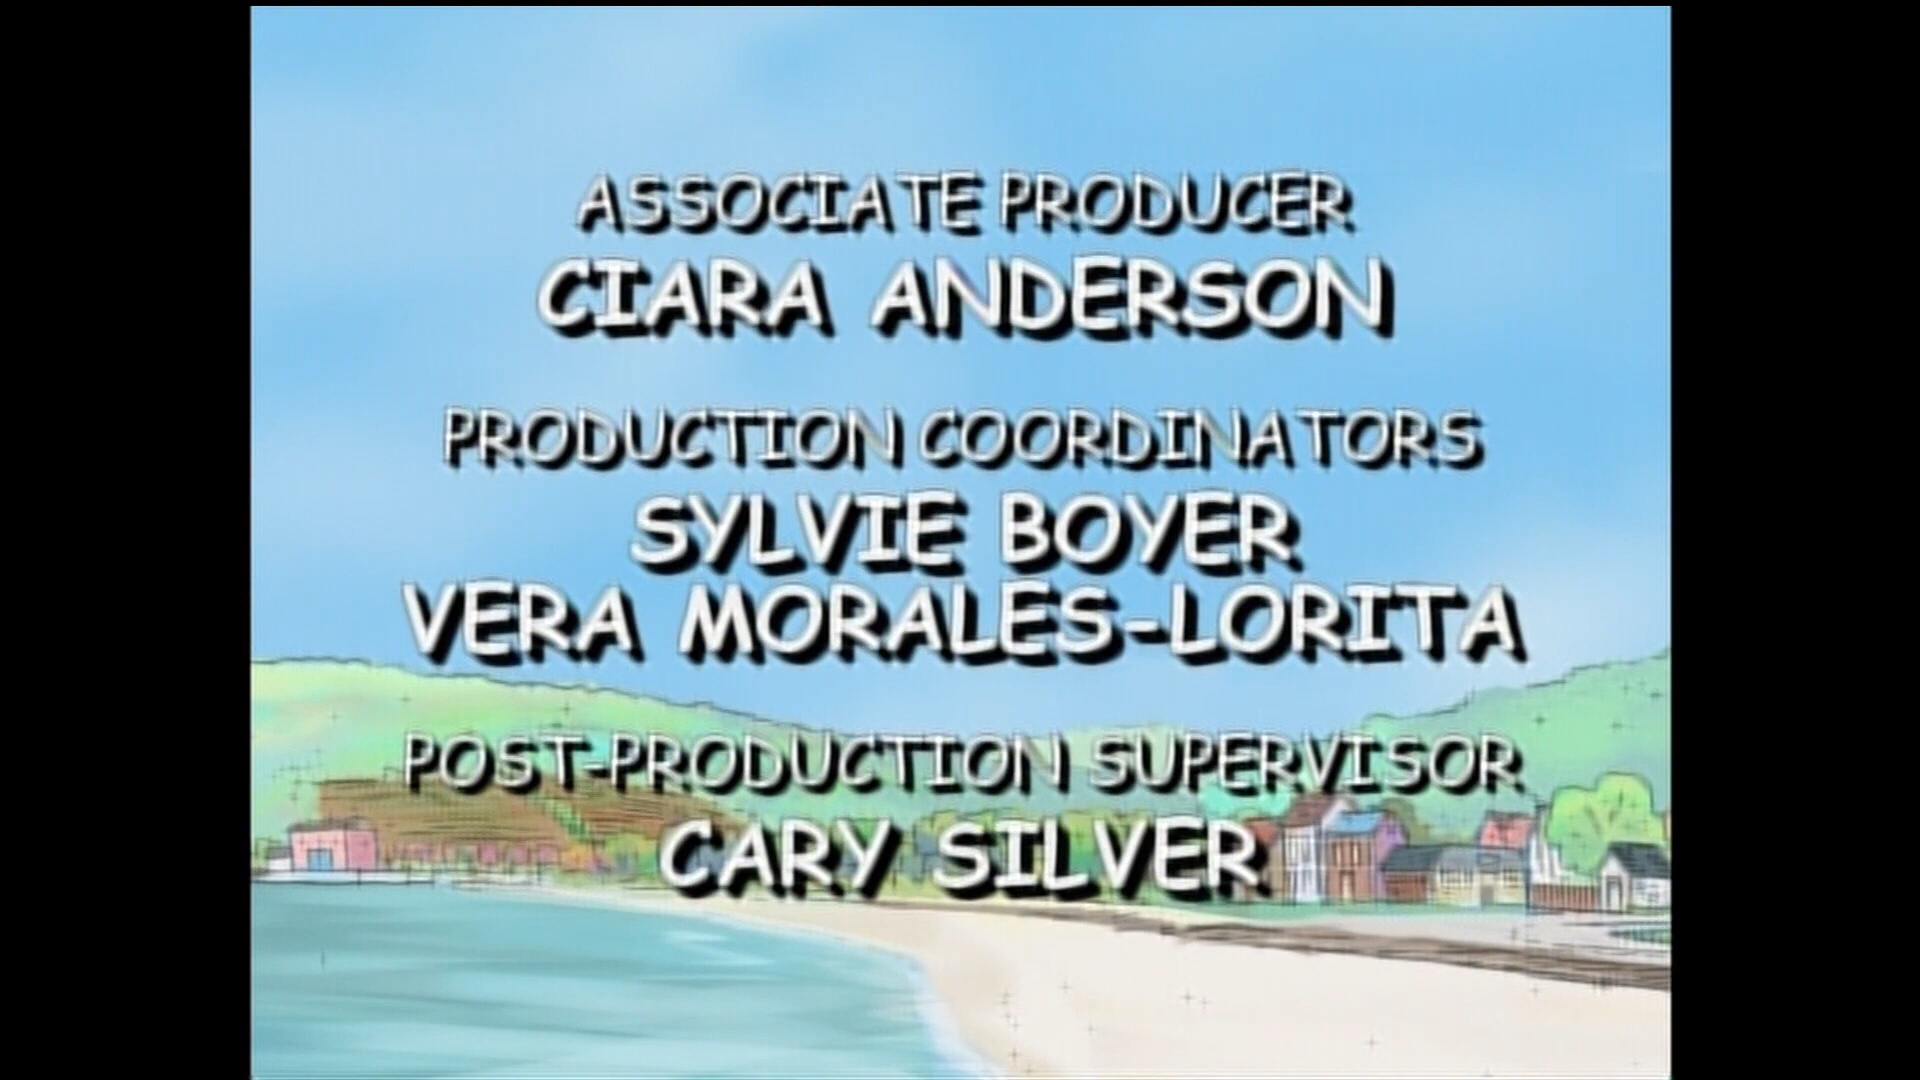 ASSOCIATE PRODUCER
CIARA ANDERSON
PRODUCTION COORDINATORS
SYLVIE BOYER
VERA MORALES-LORITA
POST-PRODUCTION SUPERVISOR
CARY SILVER